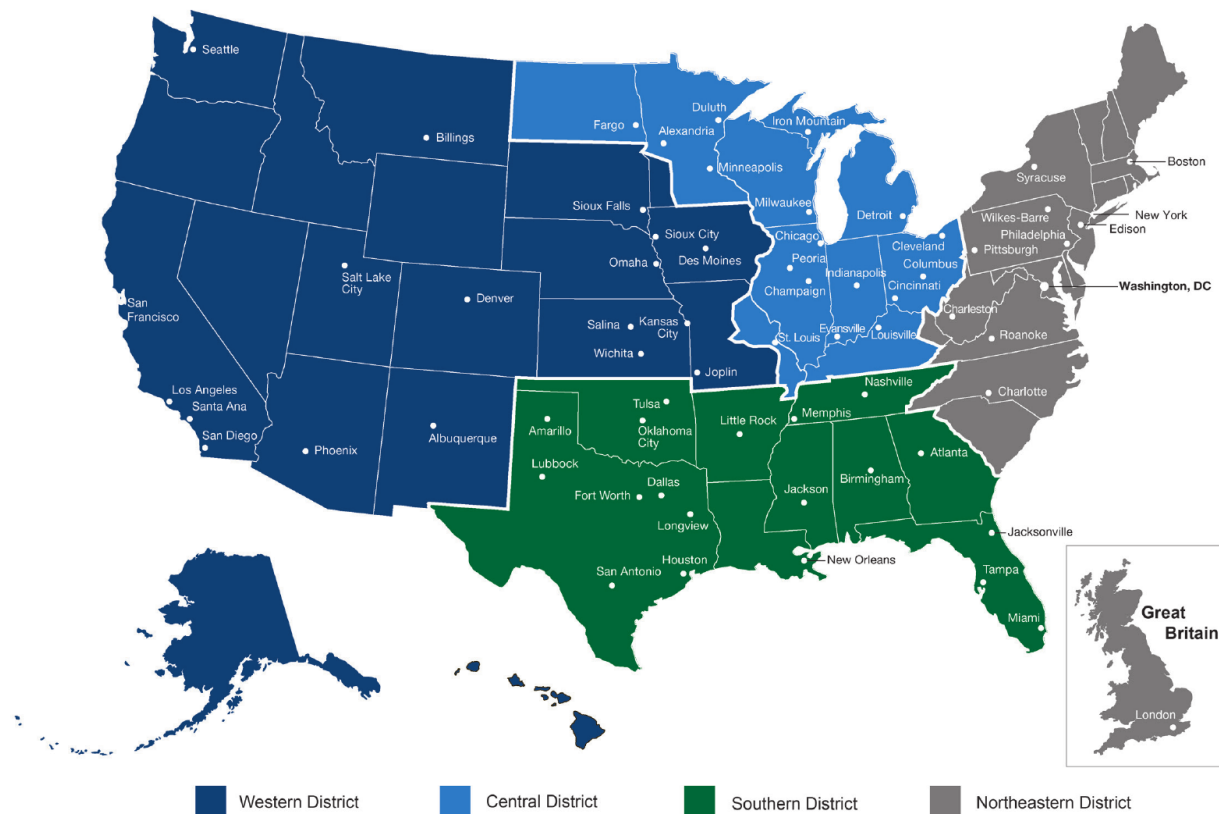 Seattle
Billings
Fargo
Duluth
Alexandria
Iron Mountain
Minneapolis
Milwaukee
Detroit
Syracuse
Boston
Sioux Falls
Sioux City
Des Moines
Omaha
Chicago
Peoria
Champaign
Indianapolis
Cleveland
Columbus
Cincinnati
Wilkes-Barre
Philadelphia
Pittsburgh
New York
Edison
Washington, DC
San
Francisco
Salt Lake
City
Denver
Salina
Kansas
City
Wichita
Joplin
St. Louis
Evansville
Louisville
Charleston
Roanoke
Charlotte
Los Angeles
Santa Ana
San Diego
Phoenix
Albuquerque
Amarillo
Tulsa
Oklahoma
City
Lubbock
Little Rock
Memphis
Nashville
Atlanta
Birmingham
Jackson
Fort Worth
Dallas
Longview
Houston
San Antonio
New Orleans
Jacksonville
Tampa
Miami
Great
Britain
London
Western District
Central District
Southern District
Northeastern District